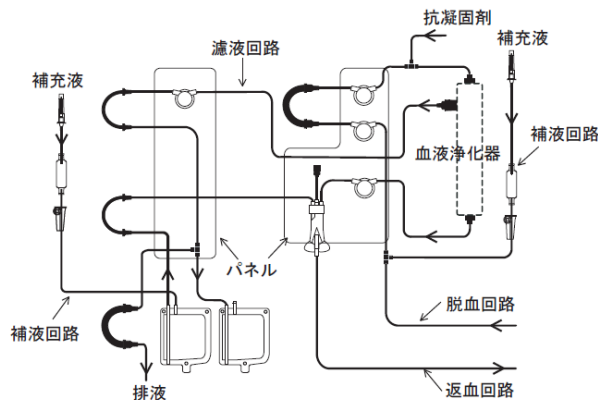 抗凝固剤
補充液
濾液回路
補充液
補液回路
血液浄化器
パネル
補液回路
脱血回路
排液
返血回路